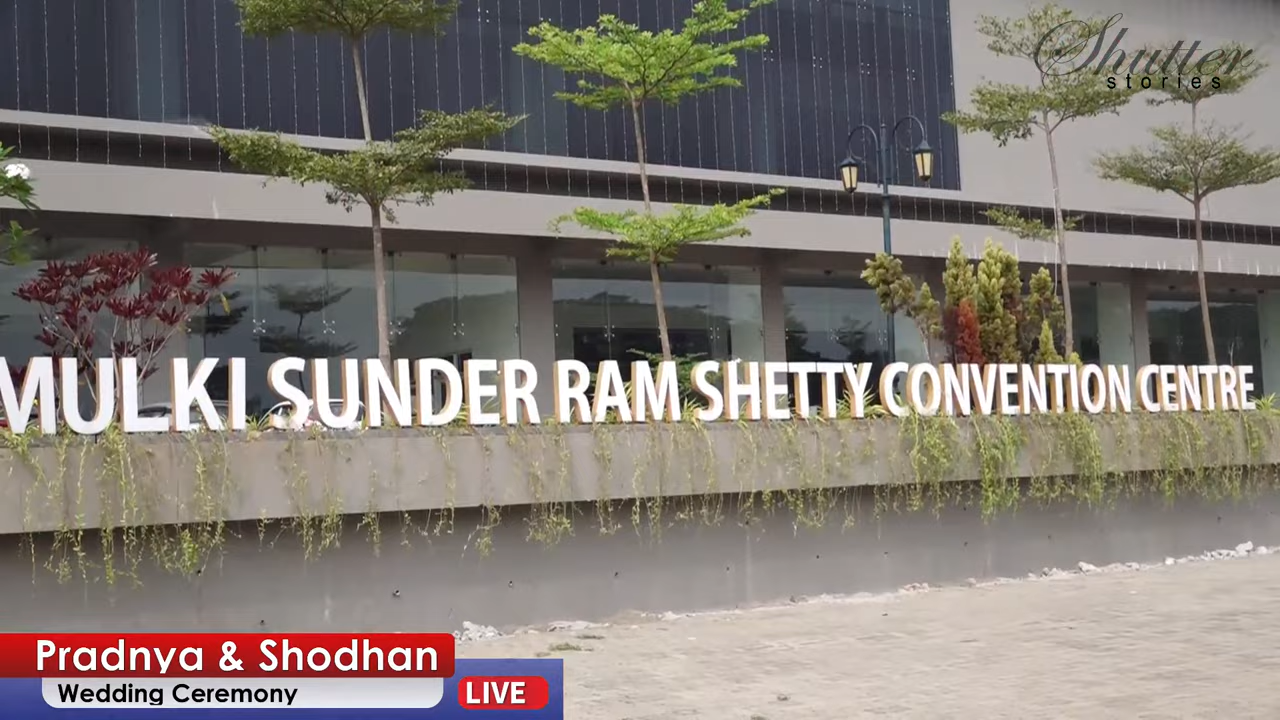 Shutter
stories
MULKI SUNDER RAM SHETTY CONVENTION CENTRE
Pradnya & Shodhan
Wedding Ceremony
LIVE